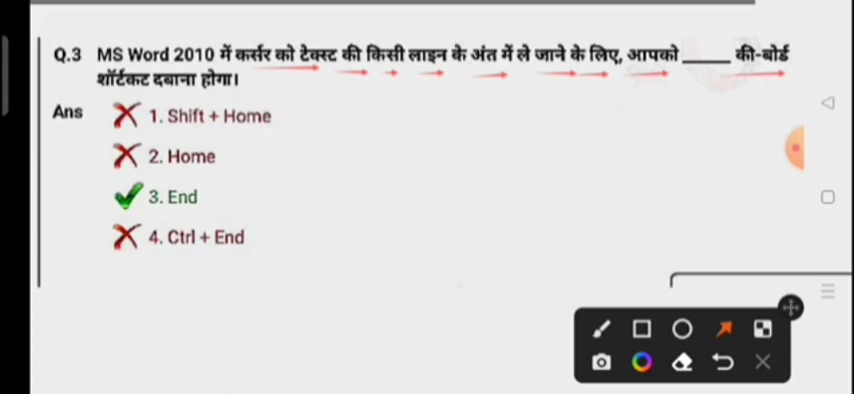 Q.3 MS Word 2010 में कर्सर को टेक्स्ट की किसी लाइन के अंत में ले जाने के लिए, आपको _____ की-बोर्ड
शॉर्टकट दबाना होगा।
Ans 1. Shift + Home
2. Home
3. End
4. Ctrl + End